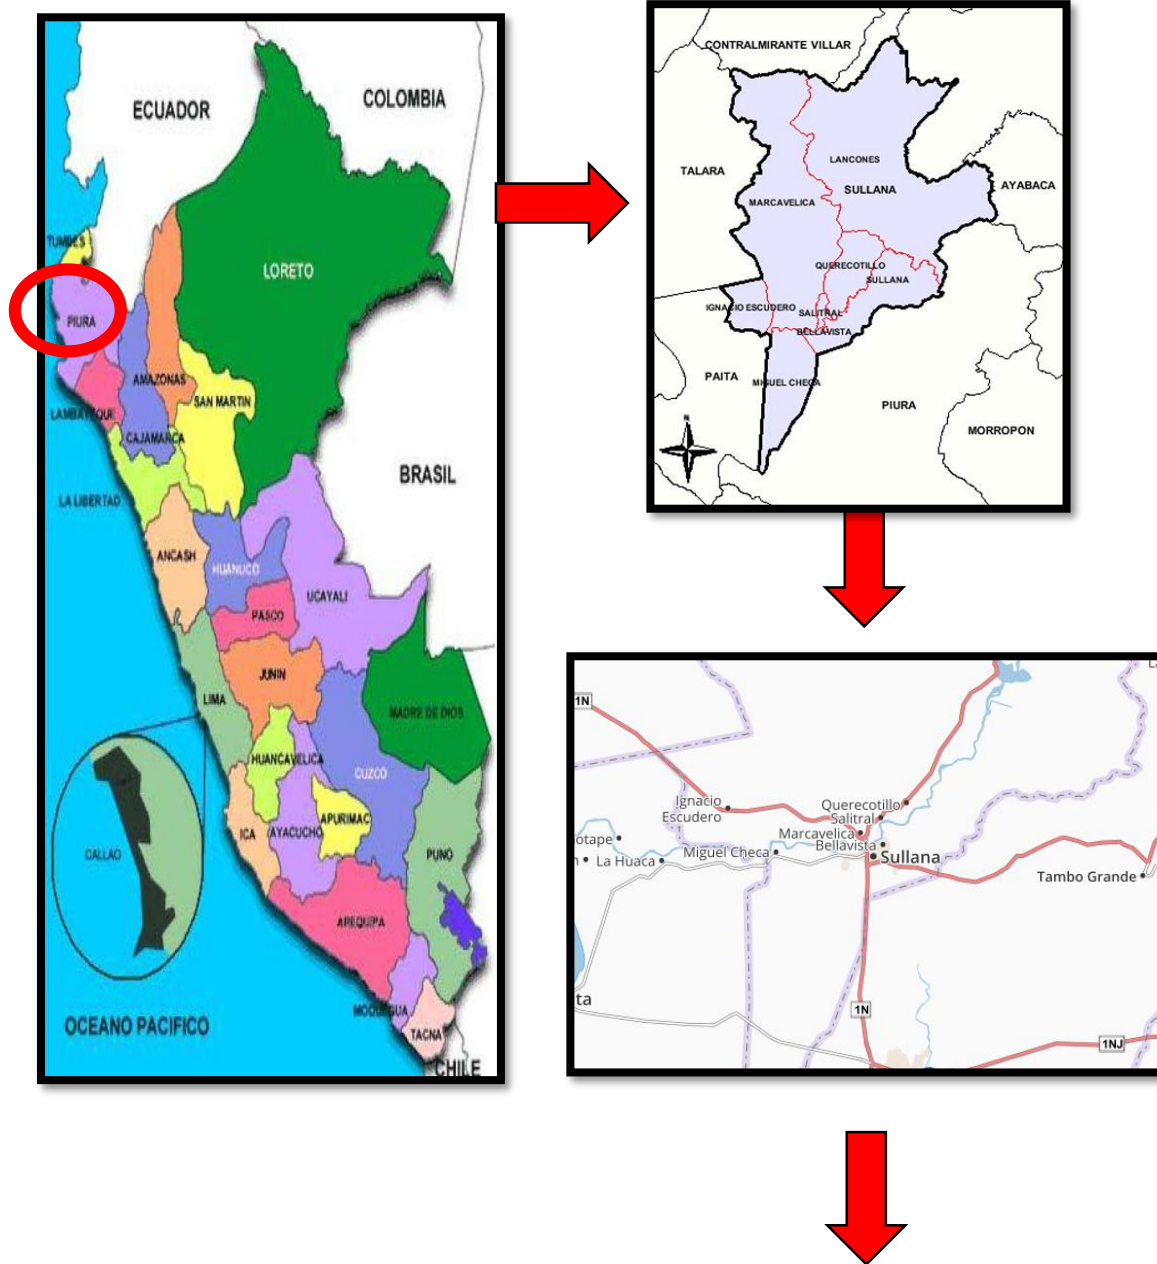 ECUADOR
COLOMBIA
TUMBES
LORETO
PIURA
AMAZONAS
SAN MARTIN
LAMBAYEQUE
CAJAMARCA
BRASIL
LA LIBERTAD
ANCASH
HUANUCO
UCAYALI
PASCO
JUNIN
LIMA
MADRE DE DIOS
HUANCAVELICA
CUZCO
APURIMAC
ICA
AYACUCHO
CALLAO
PUNO
AREQUIPA
MOQUEGUA
OCEANO PACIFICO
TACNA
CHILE
CONTRALMIRANTE VILLAR
LANCONES
TALARA
SULLANA
AYABACA
MARCAVELICA
QUERECOTILLO
SULLANA
IGNACIO ESCUDERO
SALITRAL
BELLAVISTA
PAITA
MIGUEL CHECA
PIURA
MORROPON
N
1N
Ignacio
Escudero
Querecotillo
Salitral
Marcavelica
Bellavista
otape
La Huaca
Miguel Checa
Sullana
Tambo Grande
ta
1N
1NJ